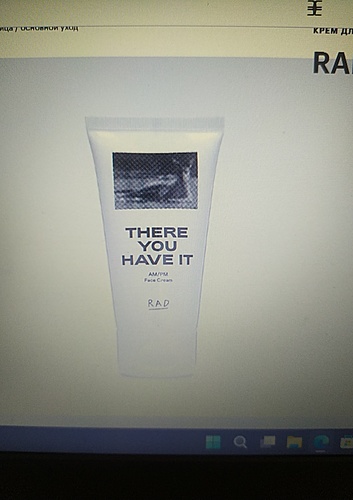 ица / основной уход
КРЕМ ДЛ
RA
THERE
YOU
HAVE IT
AM/PM
Face Cream
RAD